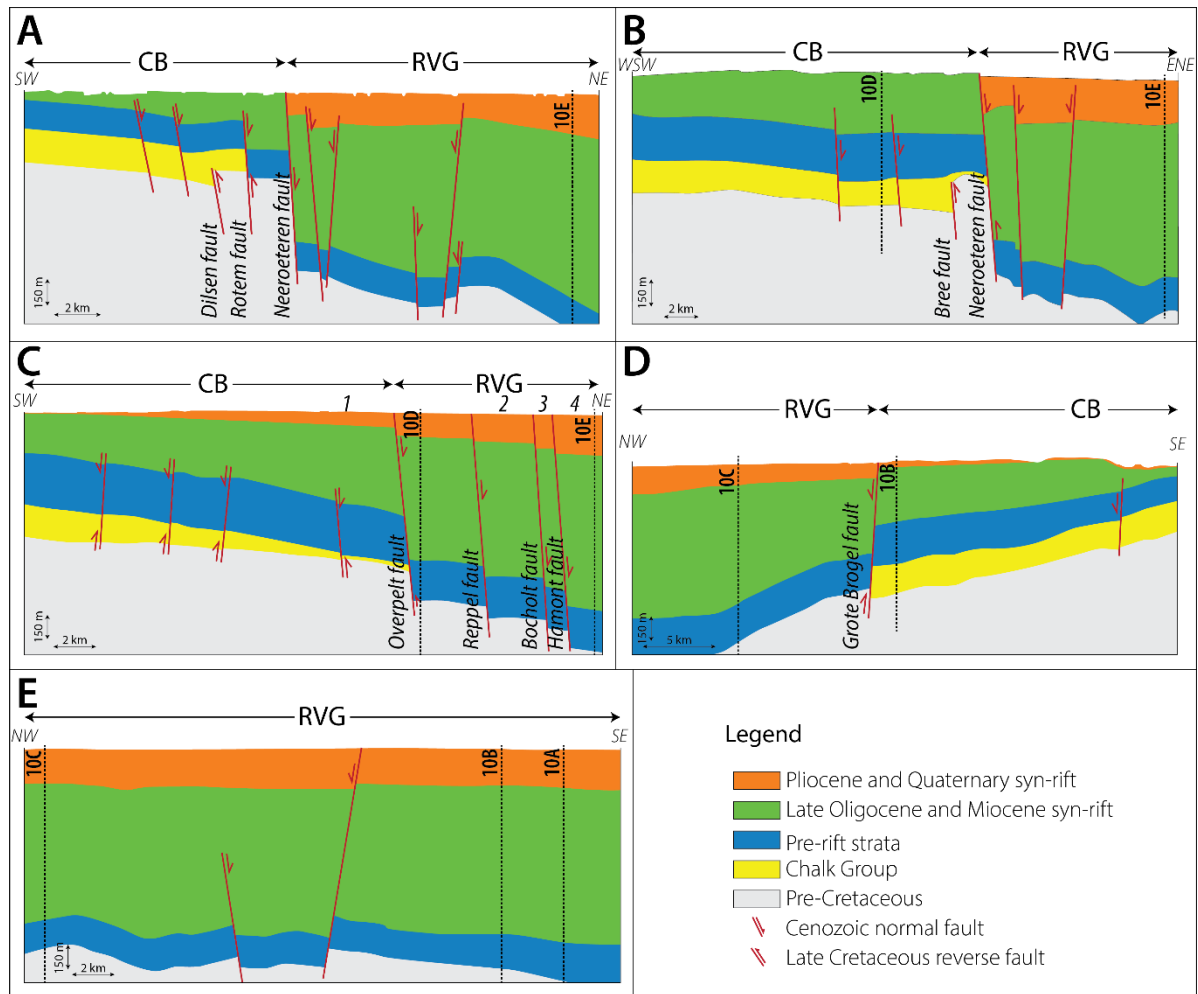 A
CB
RVG
SW
NE
10E
Dilsen fault
Rotem fault
Neeroeteren fault
150 m
2 km
B
CB
RVG
WSW
ENE
10D
10E
Bree fault
Neeroeteren fault
150 m
2 km
C
CB
RVG
SW
1
2
3
4
NE
10D
10E
Overpelt fault
Reppel fault
Bocholt fault
Hamont fault
150 m
2 km
D
RVG
CB
NW
SE
10C
10B
Grote Brogel fault
150 m
5 km
E
RVG
NW
SE
10C
10B
10A
150 m
2 km
Legend
Pliocene and Quaternary syn-rift
Late Oligocene and Miocene syn-rift
Pre-rift strata
Chalk Group
Pre-Cretaceous
Cenozoic normal fault
Late Cretaceous reverse fault